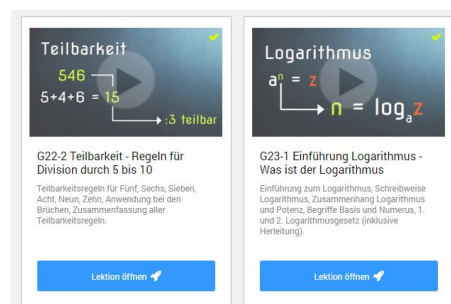 Teilbarkeit
546
5+4+6 = 15
:3 teilbar
G22-2 Teilbarkeit - Regeln für
Division durch 5 bis 10
Teilbarkeitsregeln für Fünf, Sechs, Sieben,
Acht, Neun, Zehn, Anwendung bei den
Brüchen, Zusammenfassung aller
Teilbarkeitsregeln.
Lektion öffnen
Logarithmus
aⁿ = z
n = logₐz
G23-1 Einführung Logarithmus -
Was ist der Logarithmus
Einführung zum Logarithmus, Schreibweise
Logarithmus, Zusammenhang Logarithmus
und Potenz, Begriffe Basis und Numerus, 1.
und 2. Logarithmusgesetz (inklusive
Herleitung).
Lektion öffnen